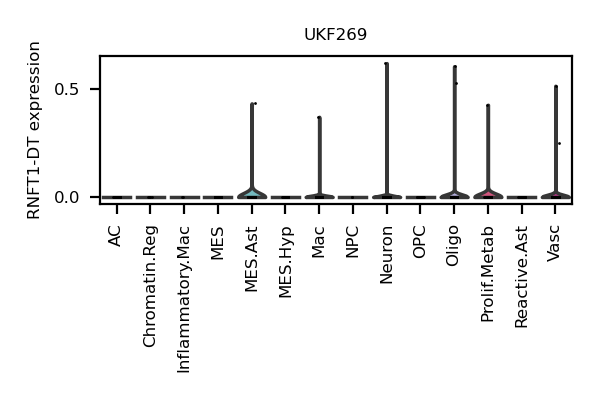 UKF269
RNFT1-DT expression
0.5
0.0
AC
Chromatin.Reg
Inflammatory.Mac
MES
MES.Ast
MES.Hyp
Mac
NPC
Neuron
OPC
Oligo
Prolif.Metab
Reactive.Ast
Vasc